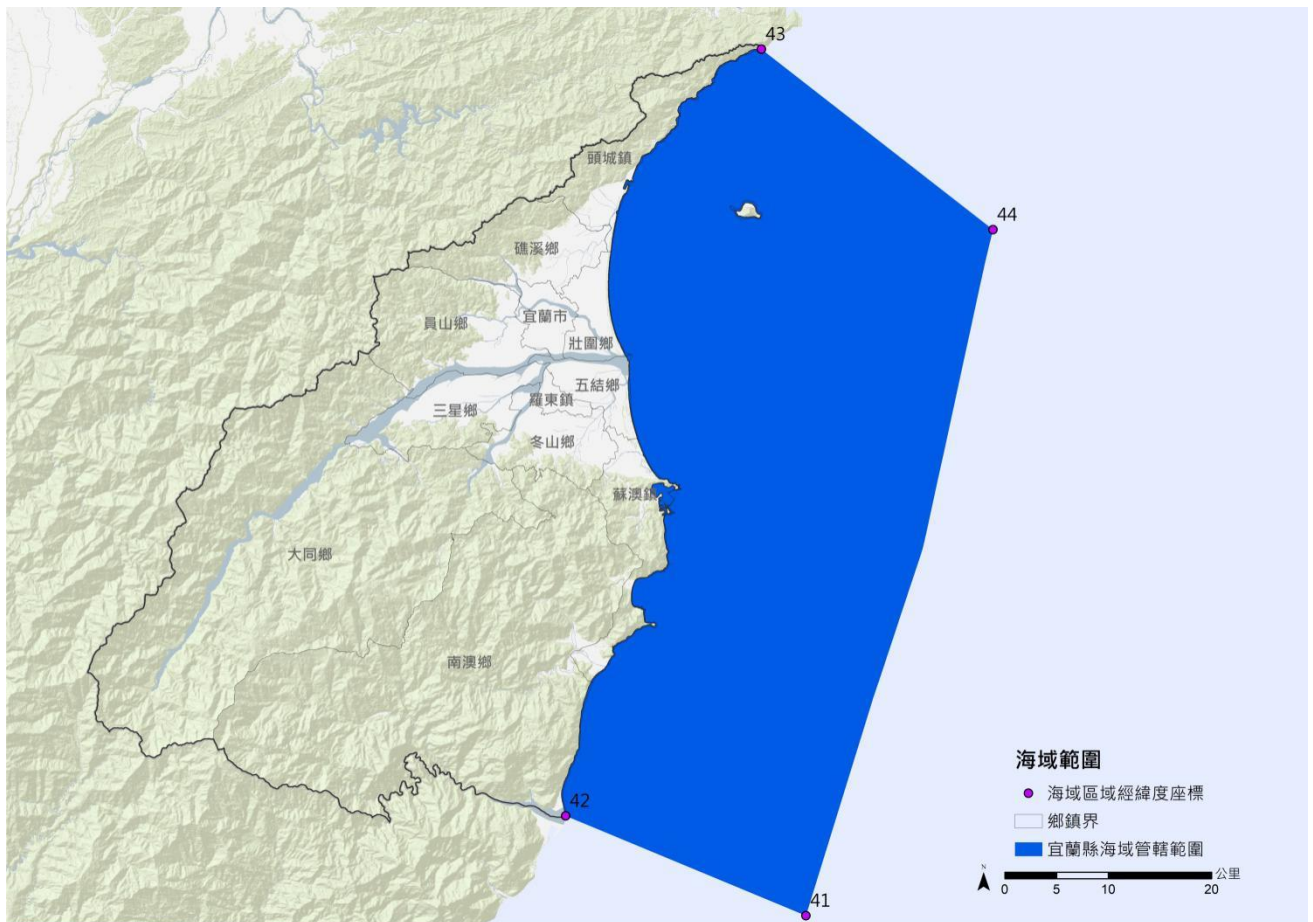 43
頭城鎮
44
礁溪鄉
宜蘭市
員山鄉
壯圍鄉
五結鄉
羅東鎮
三星鄉
冬山鄉
蘇澳鎮
大同鄉
南澳鄉
42
41
海域範圍
海域區域經緯度座標
鄉鎮界
宜蘭縣海域管轄範圍
N
公里
0 5 10 20